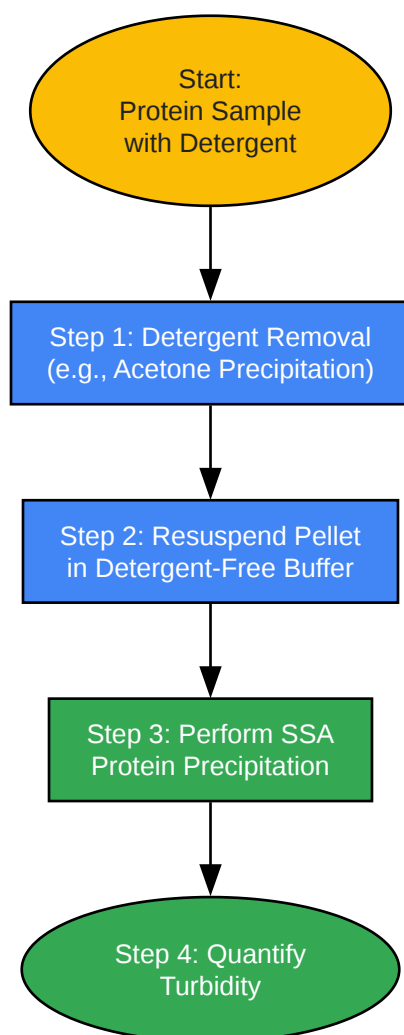 Start:
Protein Sample
with Detergent
Step 1: Detergent Removal
(e.g., Acetone Precipitation)
Step 2: Resuspend Pellet
in Detergent-Free Buffer
Step 3: Perform SSA
Protein Precipitation
Step 4: Quantify
Turbidity